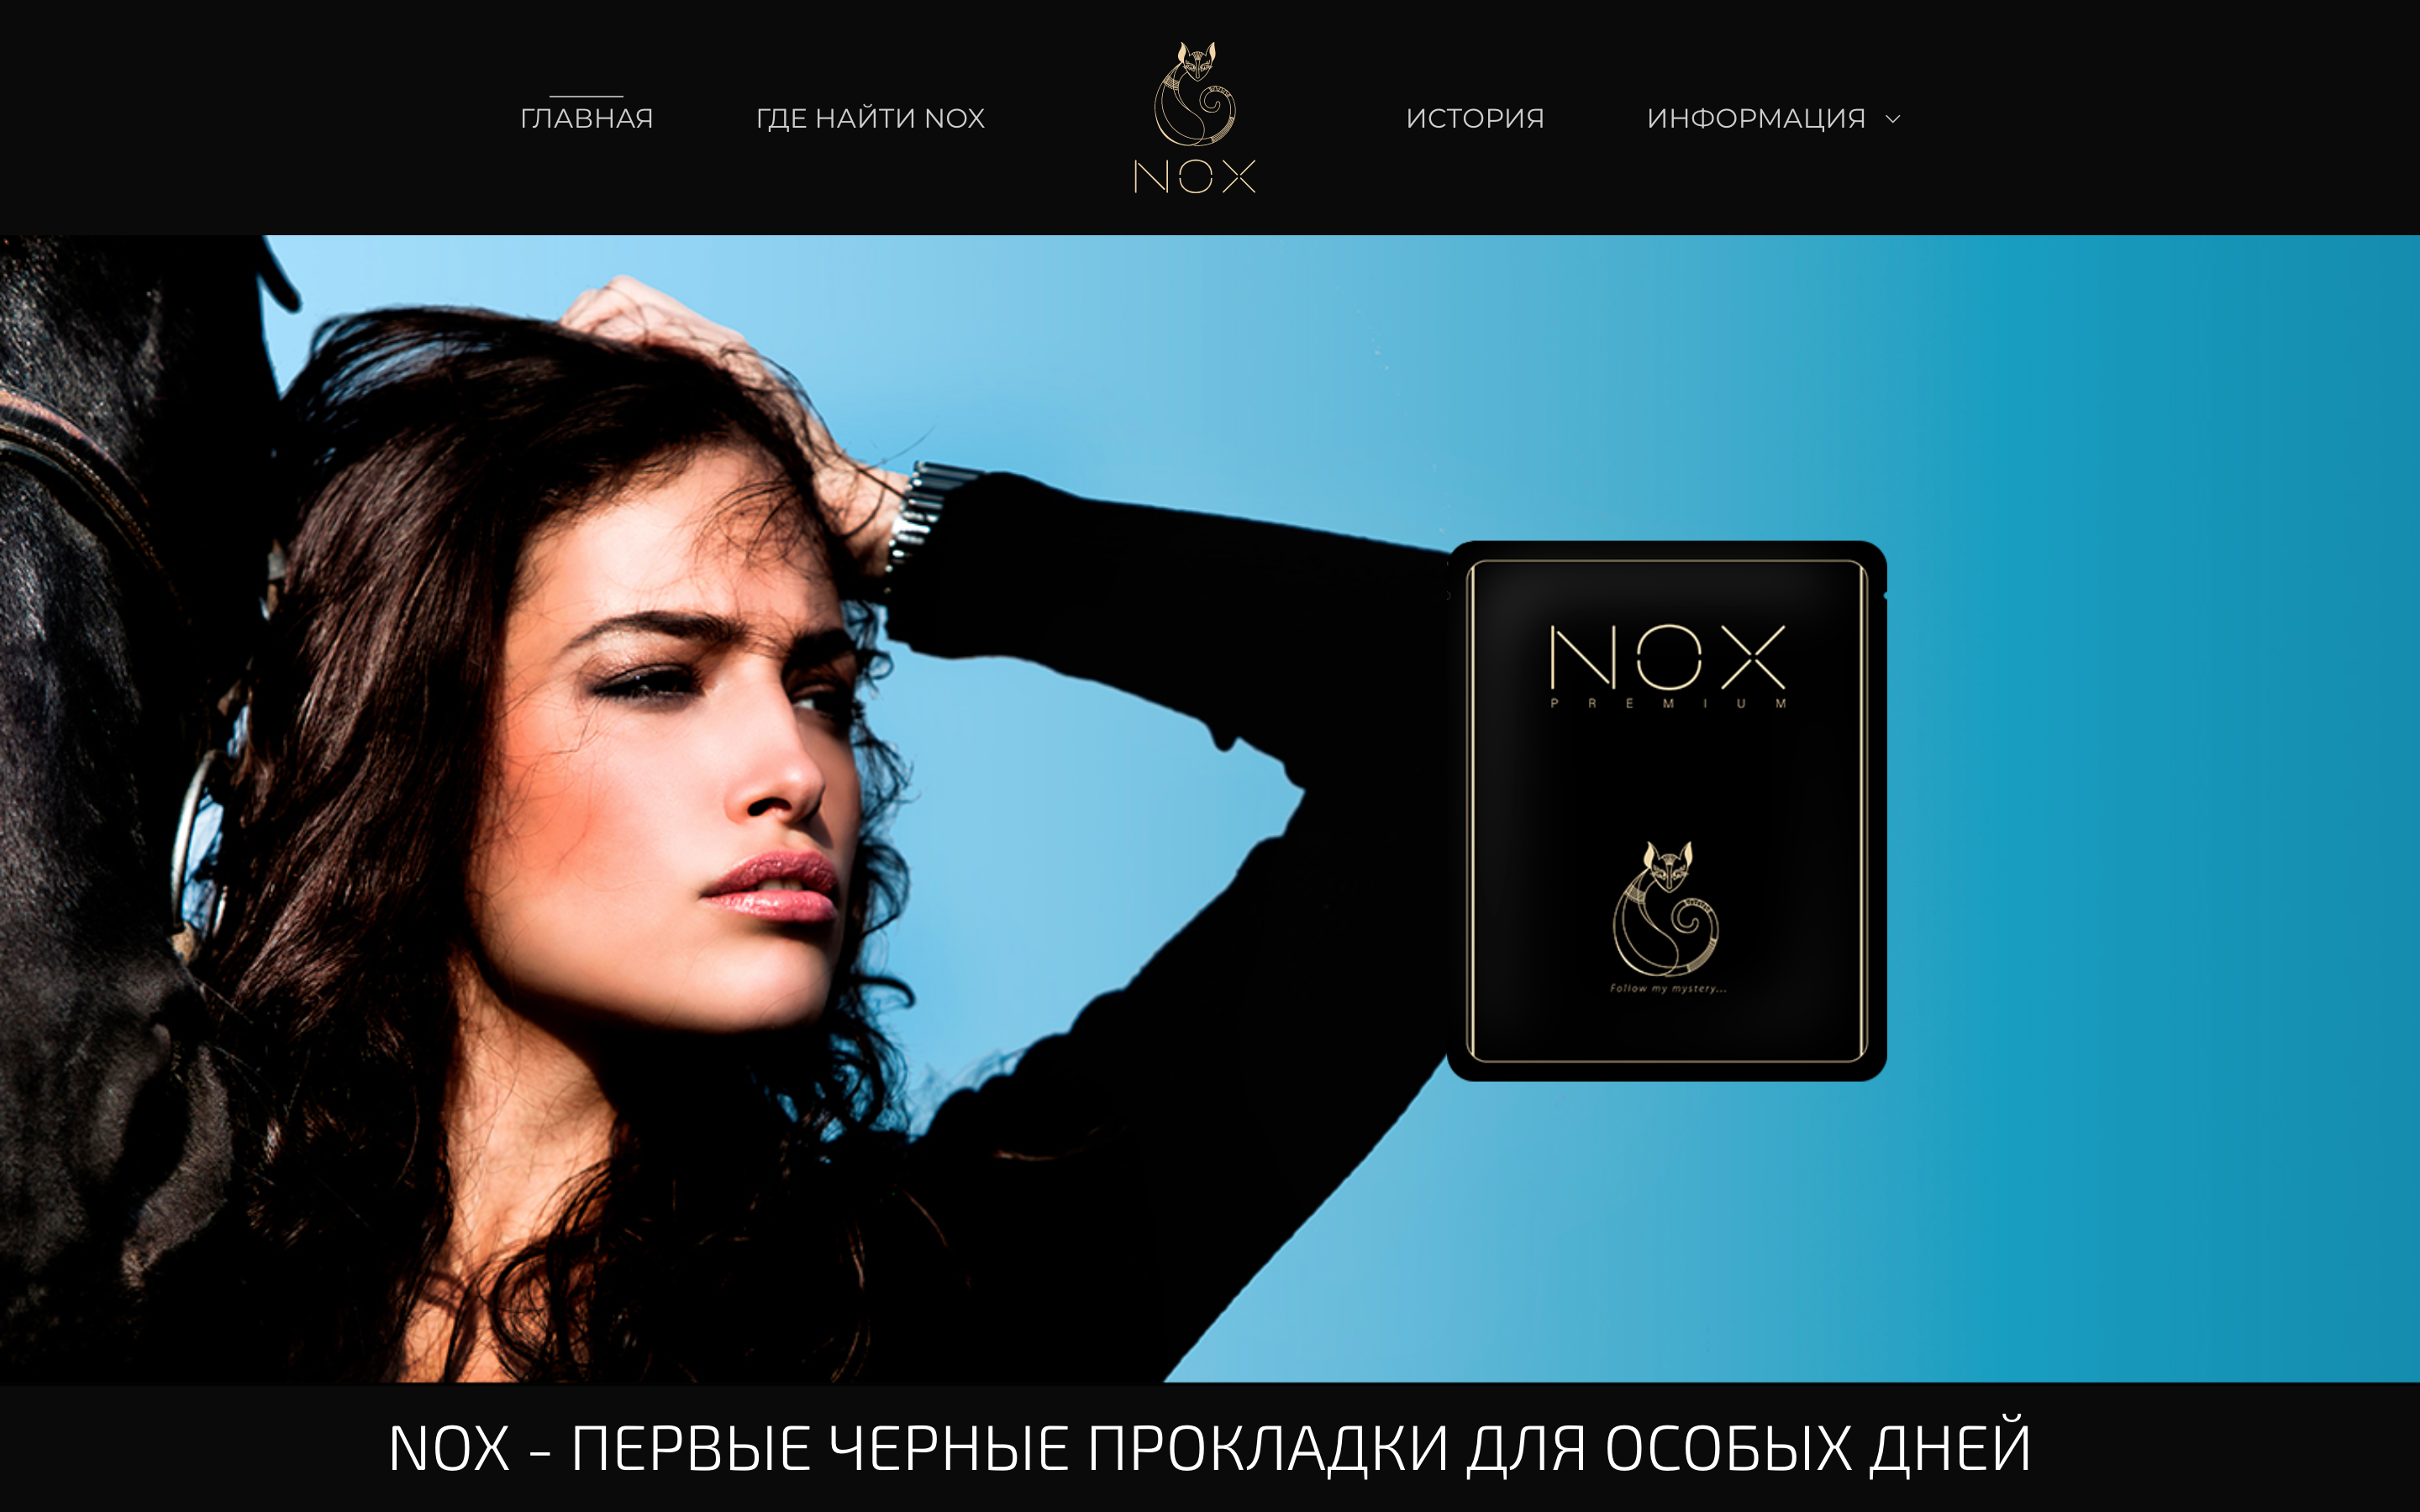 ГЛАВНАЯ
ГДЕ НАЙТИ NOX
NOX
ИСТОРИЯ
ИНФОРМАЦИЯ
NOX
PREMIUM
Follow my mystery...
NOX - ПЕРВЫЕ ЧЕРНЫЕ ПРОКЛАДКИ ДЛЯ ОСОБЫХ ДНЕЙ